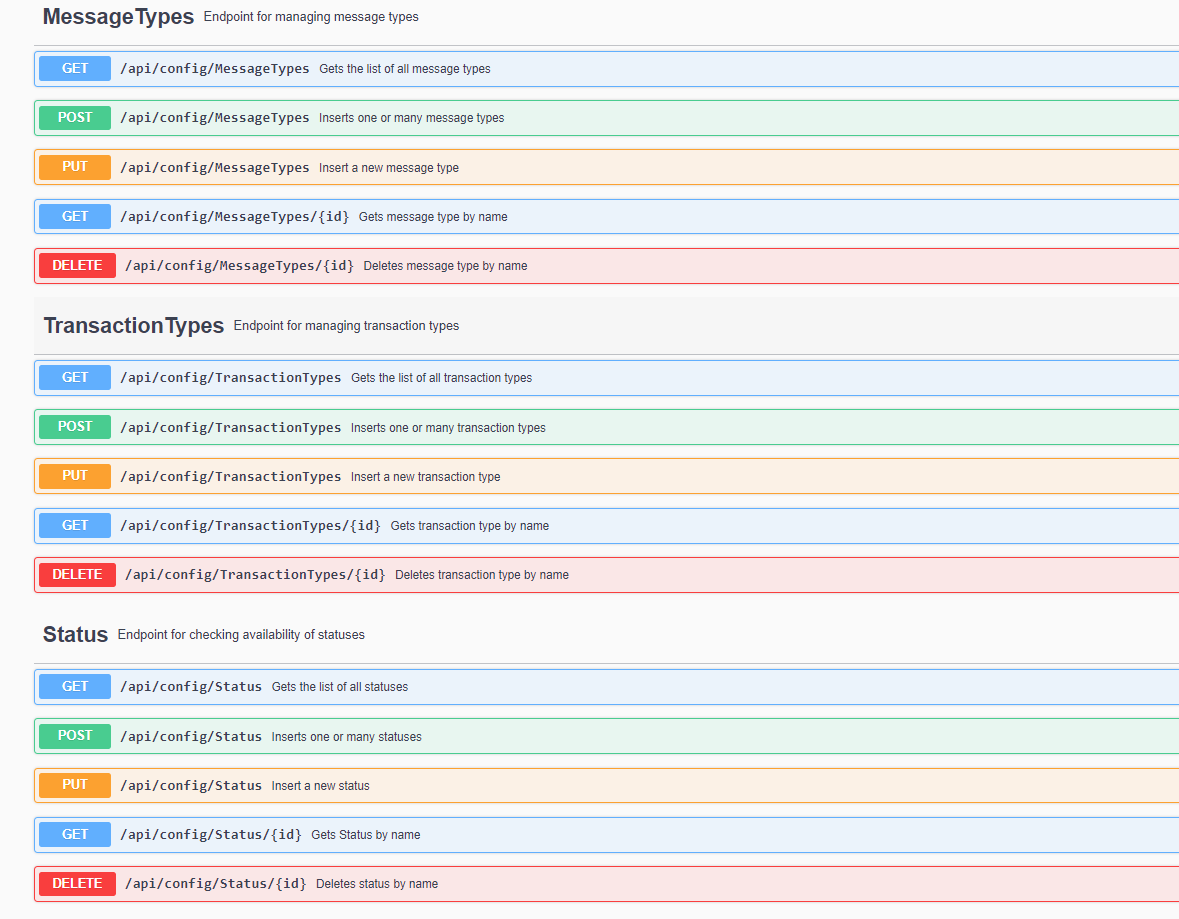 MessageTypes Endpoint for managing message types
GET /api/config/MessageTypes Gets the list of all message types
POST /api/config/MessageTypes Inserts one or many message types
PUT /api/config/MessageTypes Insert a new message type
GET /api/config/MessageTypes/{id} Gets message type by name
DELETE /api/config/MessageTypes/{id} Deletes message type by name
TransactionTypes Endpoint for managing transaction types
GET /api/config/TransactionTypes Gets the list of all transaction types
POST /api/config/TransactionTypes Inserts one or many transaction types
PUT /api/config/TransactionTypes Insert a new transaction type
GET /api/config/TransactionTypes/{id} Gets transaction type by name
DELETE /api/config/TransactionTypes/{id} Deletes transaction type by name
Status Endpoint for checking availability of statuses
GET /api/config/Status Gets the list of all statuses
POST /api/config/Status Inserts one or many statuses
PUT /api/config/Status Insert a new status
GET /api/config/Status/{id} Gets Status by name
DELETE /api/config/Status/{id} Deletes status by name